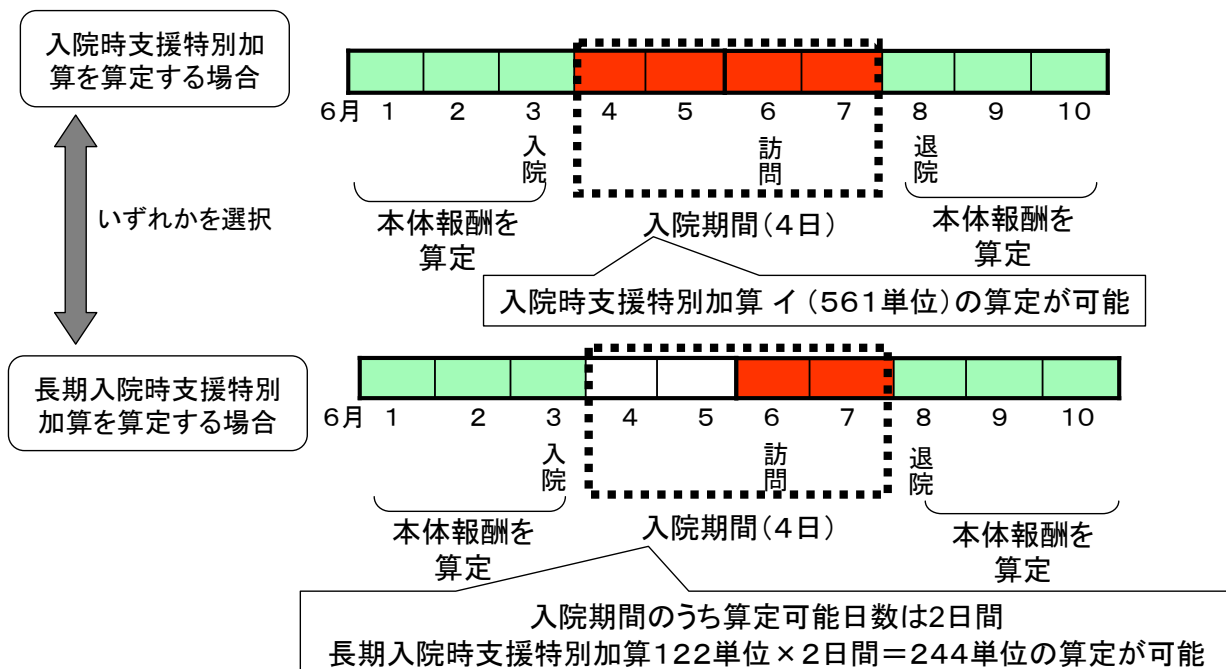 入院時支援特別加
算を算定する場合
6月 1 2 3 4 5 6 7 8 9 10
入院
訪問
退院
いずれかを選択
本体報酬を
算定
入院期間(4日)
本体報酬を
算定
入院時支援特別加算 イ (561単位)の算定が可能
長期入院時支援特別
加算を算定する場合
6月 1 2 3 4 5 6 7 8 9 10
入院
訪問
退院
本体報酬を
算定
入院期間(4日)
本体報酬を
算定
入院期間のうち算定可能日数は2日間
長期入院時支援特別加算122単位×2日間=244単位の算定が可能